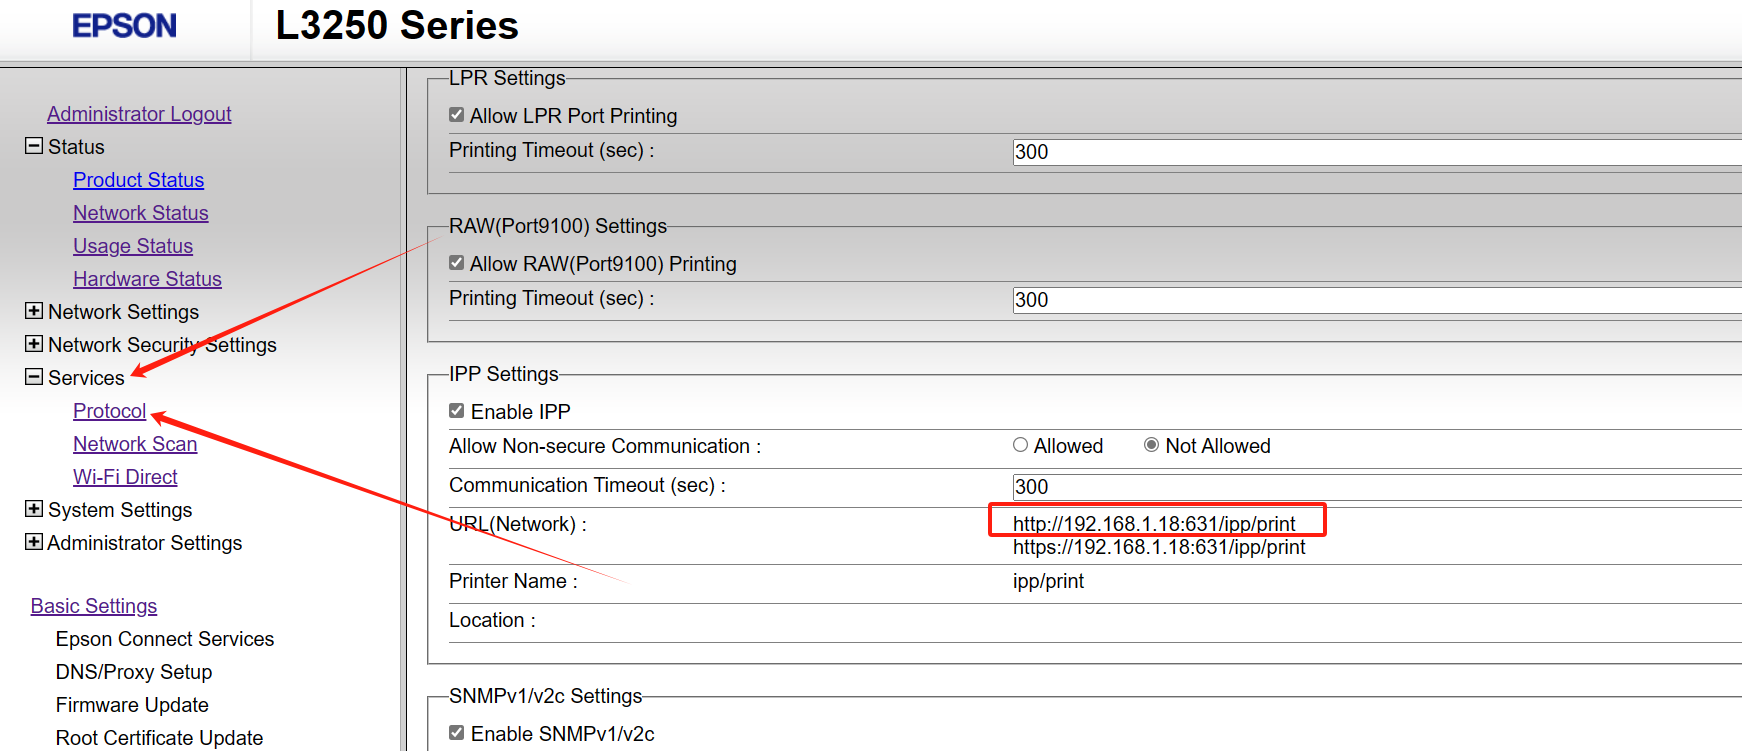 EPSON
L3250 Series
Administrator Logout
Status
Product Status
Network Status
Usage Status
Hardware Status
Network Settings
Network Security Settings
Services
Protocol
Network Scan
Wi-Fi Direct
System Settings
Administrator Settings
Basic Settings
Epson Connect Services
DNS/Proxy Setup
Firmware Update
Root Certificate Update
LPR Settings
Allow LPR Port Printing
Printing Timeout (sec) : 300
RAW(Port9100) Settings
Allow RAW(Port9100) Printing
Printing Timeout (sec) : 300
IPP Settings
Enable IPP
Allow Non-secure Communication : Allowed Not Allowed
Communication Timeout (sec) : 300
URL(Network) : http://192.168.1.18:631/ipp/print
https://192.168.1.18:631/ipp/print
Printer Name : ipp/print
Location :
SNMPv1/v2c Settings
Enable SNMPv1/v2c